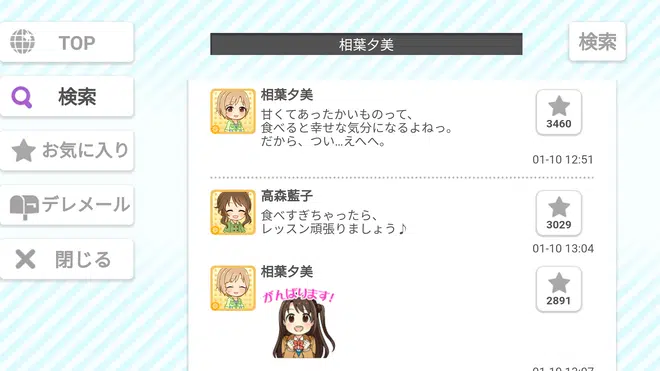 TOP
検索
お気に入り
デレメール
閉じる
相葉夕美
検索
相葉夕美
甘くてあったかいものって、
食べると幸せな気分になるよねっ。
だから、つい…えへへ。
3460
01-10 12:51
高森藍子
食べすぎちゃったら、
レッスン頑張りましょう♪
3029
01-10 13:04
相葉夕美
がんばります!
2891